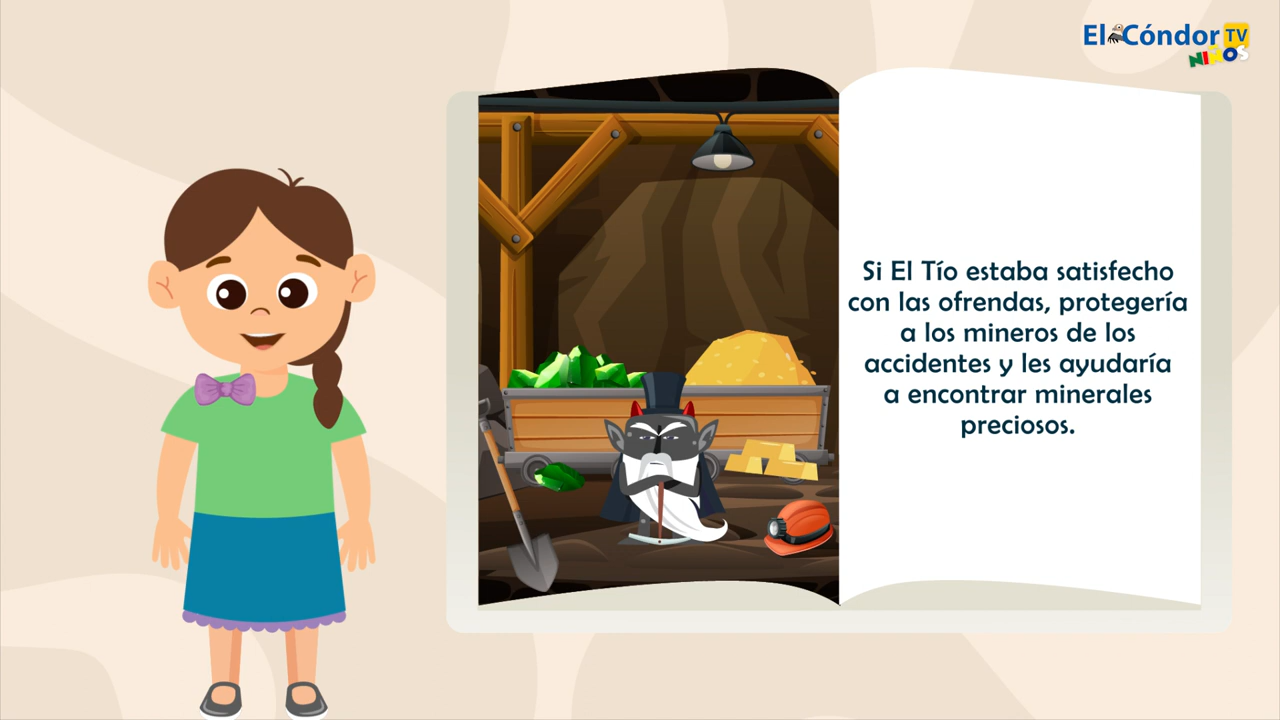 El Cóndor TV
NIÑOS
Si El Tío estaba satisfecho
con las ofrendas, protegería
a los mineros de los
accidentes y les ayudaría
a encontrar minerales
preciosos.